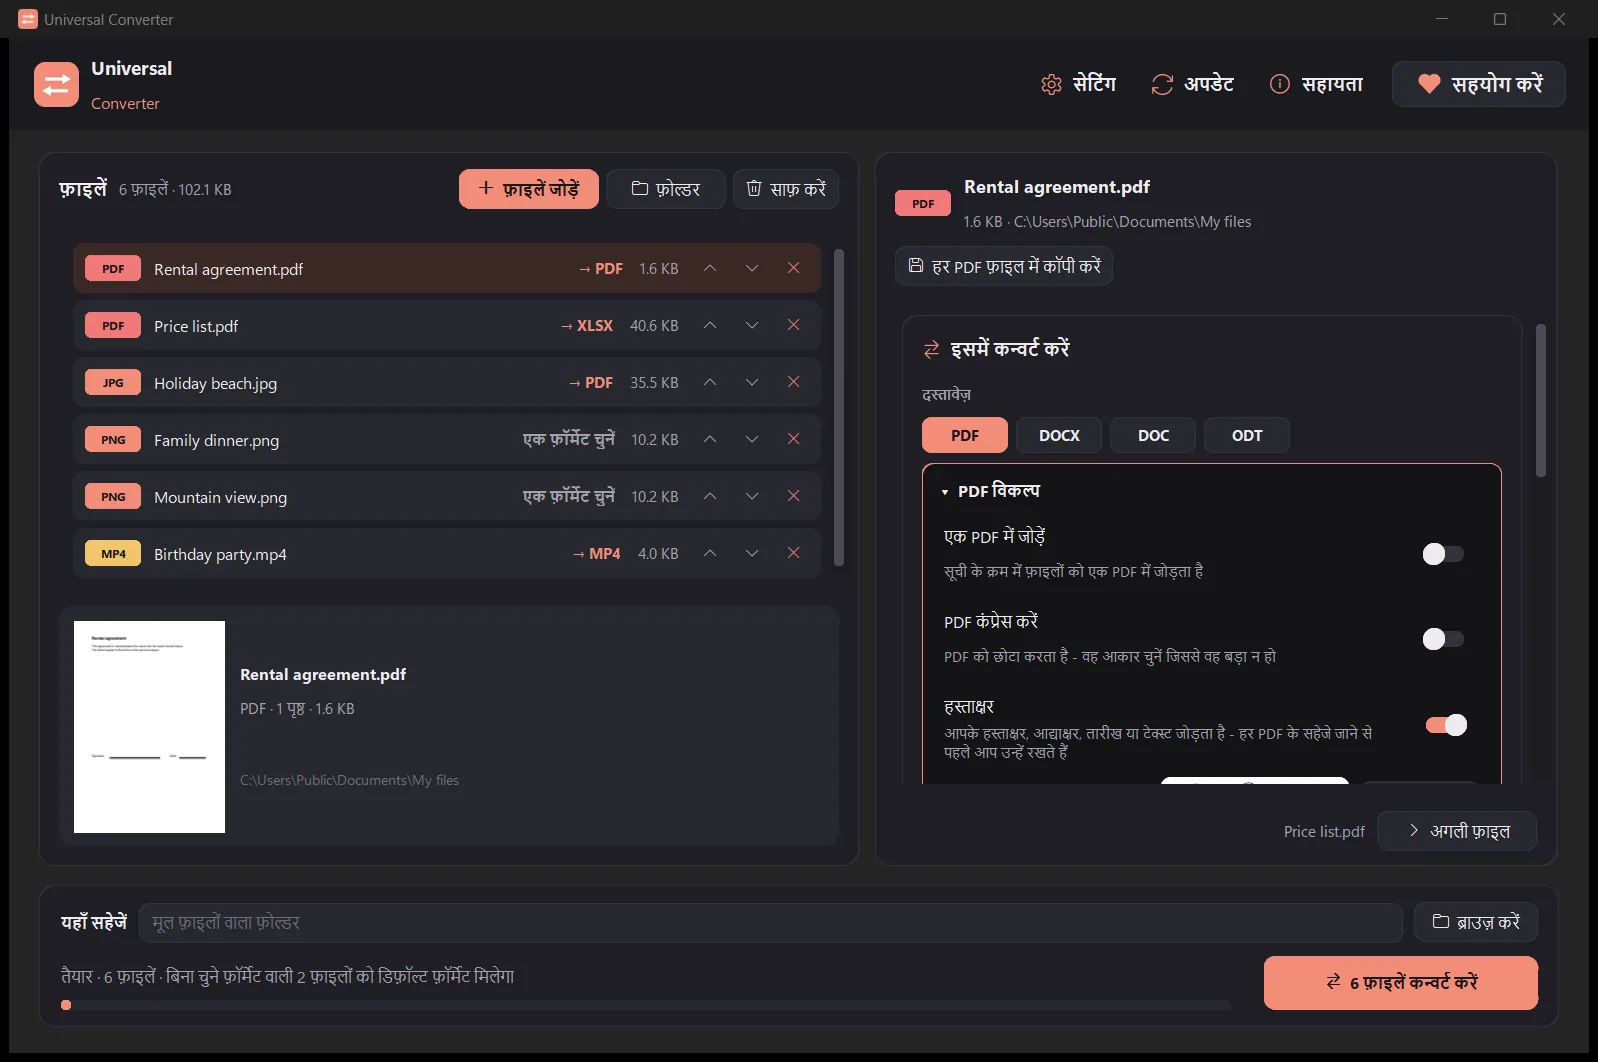 Universal Converter
Universal
Converter
सेटिंग
अपडेट
सहायता
सहयोग करें
फ़ाइलें 6 फ़ाइलें · 102.1 KB
+ फ़ाइलें जोड़ें
फ़ोल्डर
साफ़ करें
PDF Rental agreement.pdf → PDF 1.6 KB
PDF Price list.pdf → XLSX 40.6 KB
JPG Holiday beach.jpg → PDF 35.5 KB
PNG Family dinner.png एक फ़ॉर्मेट चुनें 10.2 KB
PNG Mountain view.png एक फ़ॉर्मेट चुनें 10.2 KB
MP4 Birthday party.mp4 → MP4 4.0 KB
Rental agreement
Rental agreement.pdf
PDF · 1 पृष्ठ · 1.6 KB
C:\Users\Public\Documents\My files
PDF
Rental agreement.pdf
1.6 KB · C:\Users\Public\Documents\My files
हर PDF फ़ाइल में कॉपी करें
इसमें कन्वर्ट करें
दस्तावेज़
PDF DOCX DOC ODT
PDF विकल्प
एक PDF में जोड़ें
सूची के क्रम में फ़ाइलों को एक PDF में जोड़ता है
PDF कंप्रेस करें
PDF को छोटा करता है - वह आकार चुनें जिससे वह बड़ा न हो
हस्ताक्षर
आपके हस्ताक्षर, आद्याक्षर, तारीख या टेक्स्ट जोड़ता है - हर PDF के सहेजे जाने से
पहले आप उन्हें रखते हैं
Price list.pdf
अगली फ़ाइल
यहाँ सहेजें
मूल फ़ाइलों वाला फ़ोल्डर
ब्राउज़ करें
तैयार · 6 फ़ाइलें · बिना चुने फ़ॉर्मेट वाली 2 फ़ाइलों को डिफ़ॉल्ट फ़ॉर्मेट मिलेगा
6 फ़ाइलें कन्वर्ट करें